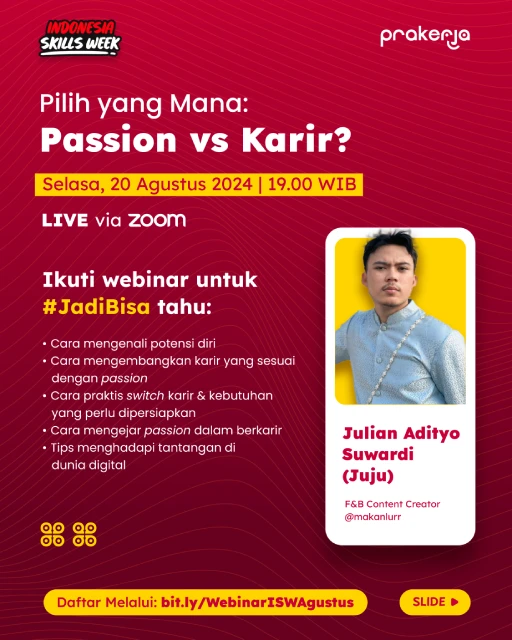 INDONESIA
SKILLS WEEK
prakerja
Pilih yang Mana:
Passion vs Karir?
Selasa, 20 Agustus 2024 | 19.00 WIB
LIVE via zoom
Ikuti webinar untuk
#JadiBisa tahu:
• Cara mengenali potensi diri
• Cara mengembangkan karir yang sesuai
dengan passion
• Cara praktis switch karir & kebutuhan
yang perlu dipersiapkan
• Cara mengejar passion dalam berkarir
• Tips menghadapi tantangan di
dunia digital
Julian Adityo
Suwardi
(Juju)
F&B Content Creator
@makanlurr
Daftar Melalui: bit.ly/WebinarISWAgustus
SLIDE